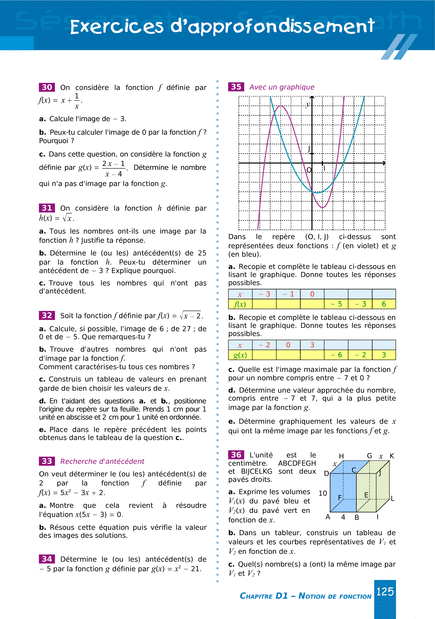 Exercices d'approfondissement
30 On considère la fonction f définie par
f(x) = x + 1/x.
a. Calcule l'image de − 3.
b. Peux-tu calculer l'image de 0 par la fonction f ?
Pourquoi ?
c. Dans cette question, on considère la fonction g
définie par g(x) = (2x − 1)/(x − 4). Détermine le nombre
qui n'a pas d'image par la fonction g.
31 On considère la fonction h définie par
h(x) = √x.
a. Tous les nombres ont-ils une image par la
fonction h ? Justifie ta réponse.
b. Détermine le (ou les) antécédent(s) de 25
par la fonction h. Peux-tu déterminer un
antécédent de − 3 ? Explique pourquoi.
c. Trouve tous les nombres qui n'ont pas
d'antécédent.
32 Soit la fonction f définie par f(x) = √x − 2.
a. Calcule, si possible, l'image de 6 ; de 27 ; de
0 et de − 5. Que remarques-tu ?
b. Trouve d'autres nombres qui n'ont pas
d'image par la fonction f.
Comment caractérises-tu tous ces nombres ?
c. Construis un tableau de valeurs en prenant
garde de bien choisir les valeurs de x.
d. En t'aidant des questions a. et b., positionne
l'origine du repère sur ta feuille. Prends 1 cm pour 1
unité en abscisse et 2 cm pour 1 unité en ordonnée.
e. Place dans le repère précédent les points
obtenus dans le tableau de la question c..
33 Recherche d'antécédent
On veut déterminer le (ou les) antécédent(s) de
2 par la fonction f définie par
f(x) = 5x² − 3x + 2.
a. Montre que cela revient à résoudre
l'équation x(5x − 3) = 0.
b. Résous cette équation puis vérifie la valeur
des images des solutions.
34 Détermine le (ou les) antécédent(s) de
− 5 par la fonction g définie par g(x) = x² − 21.
35 Avec un graphique
y
J
O I
x
Dans le repère (O, I, J) ci-dessus sont
représentées deux fonctions : f (en violet) et g
(en bleu).
a. Recopie et complète le tableau ci-dessous en
lisant le graphique. Donne toutes les réponses
possibles.
x − 3 − 1 0
f(x) − 5 − 3 6
b. Recopie et complète le tableau ci-dessous en
lisant le graphique. Donne toutes les réponses
possibles.
x − 2 0 3
g(x) − 6 − 2 3
c. Quelle est l'image maximale par la fonction f
pour un nombre compris entre − 7 et 0 ?
d. Détermine une valeur approchée du nombre,
compris entre − 7 et 7, qui a la plus petite
image par la fonction g.
e. Détermine graphiquement les valeurs de x
qui ont la même image par les fonctions f et g.
36 L'unité est le
centimètre. ABCDFEGH
et BIJCELKG sont deux
pavés droits.
a. Exprime les volumes
V1(x) du pavé bleu et
V2(x) du pavé vert en
fonction de x.
H G x K
x
D C J
10 F E L
A 4 B I
b. Dans un tableur, construis un tableau de
valeurs et les courbes représentatives de V1 et
V2 en fonction de x.
c. Quel(s) nombre(s) a (ont) la même image par
V1 et V2 ?
CHAPITRE D1 – NOTION DE FONCTION 125